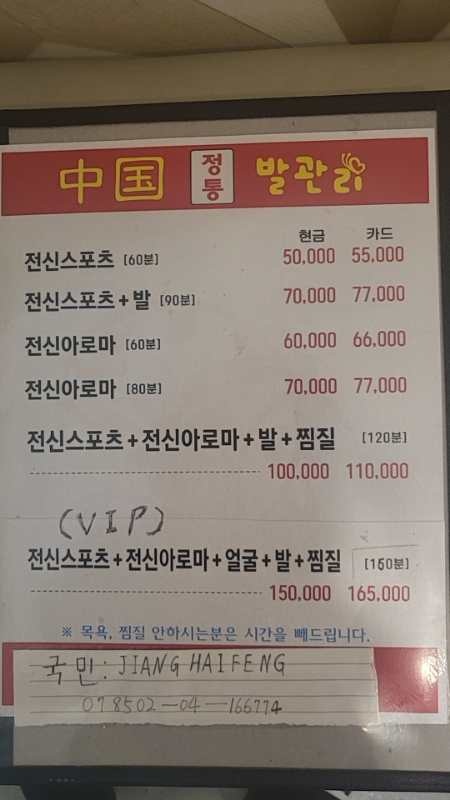 中国 정통 발관리
현금 카드
전신스포츠 [60분] 50,000 55,000
전신스포츠+발 [90분] 70,000 77,000
전신아로마 [60분] 60,000 66,000
전신아로마 [80분] 70,000 77,000
전신스포츠+전신아로마+발+찜질 [120분]
100,000 110,000
(VIP)
전신스포츠+전신아로마+얼굴+발+찜질 [150분]
150,000 165,000
※ 목욕, 찜질 안하시는분은 시간을 빼드립니다.
국민: JIANG HAIFENG
078502-04-166774